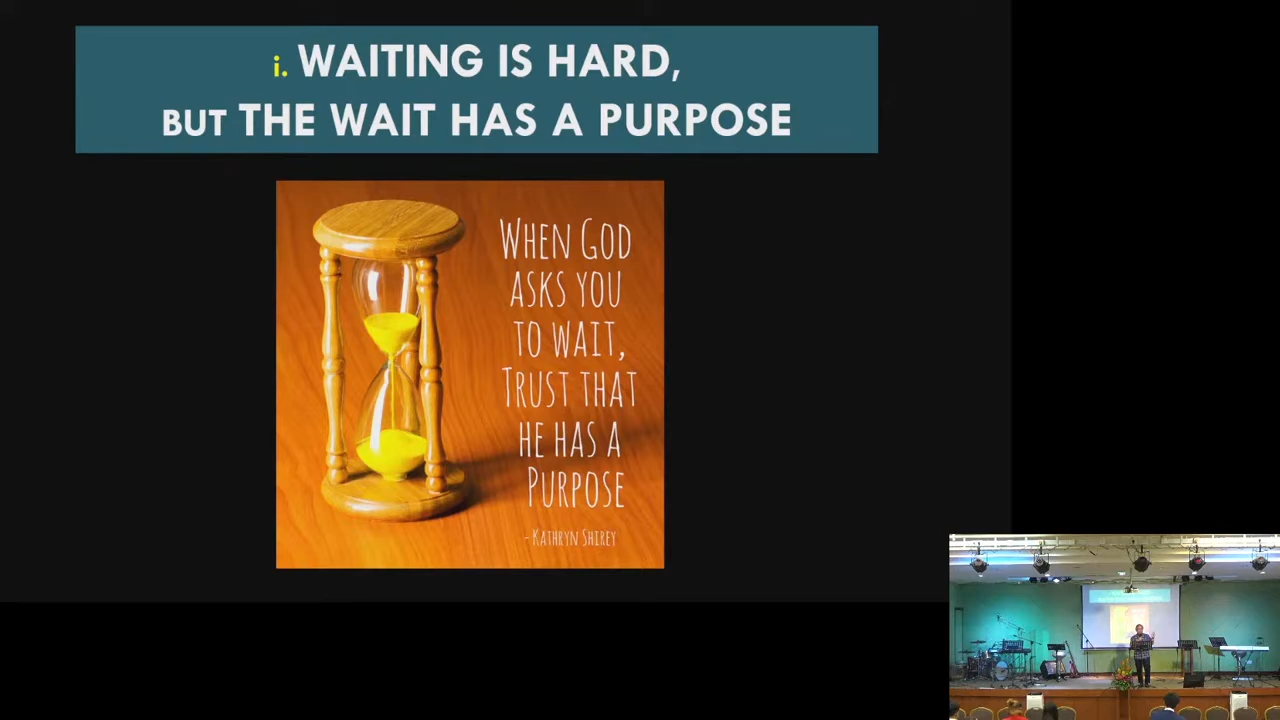 i. WAITING IS HARD,
BUT THE WAIT HAS A PURPOSE
WHEN GOD
ASKS YOU
TO WAIT,
TRUST THAT
HE HAS A
PURPOSE
- KATHRYN SHIREY